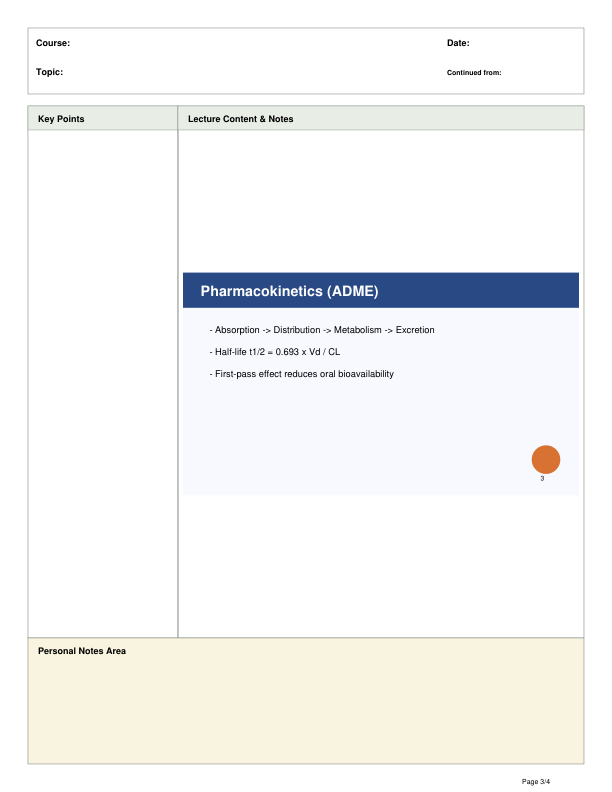 Course:
Date:
Topic:
Continued from:
Key Points
Lecture Content & Notes
Pharmacokinetics (ADME)
- Absorption -> Distribution -> Metabolism -> Excretion
- Half-life t1/2 = 0.693 x Vd / CL
- First-pass effect reduces oral bioavailability
3
Personal Notes Area
Page 3/4